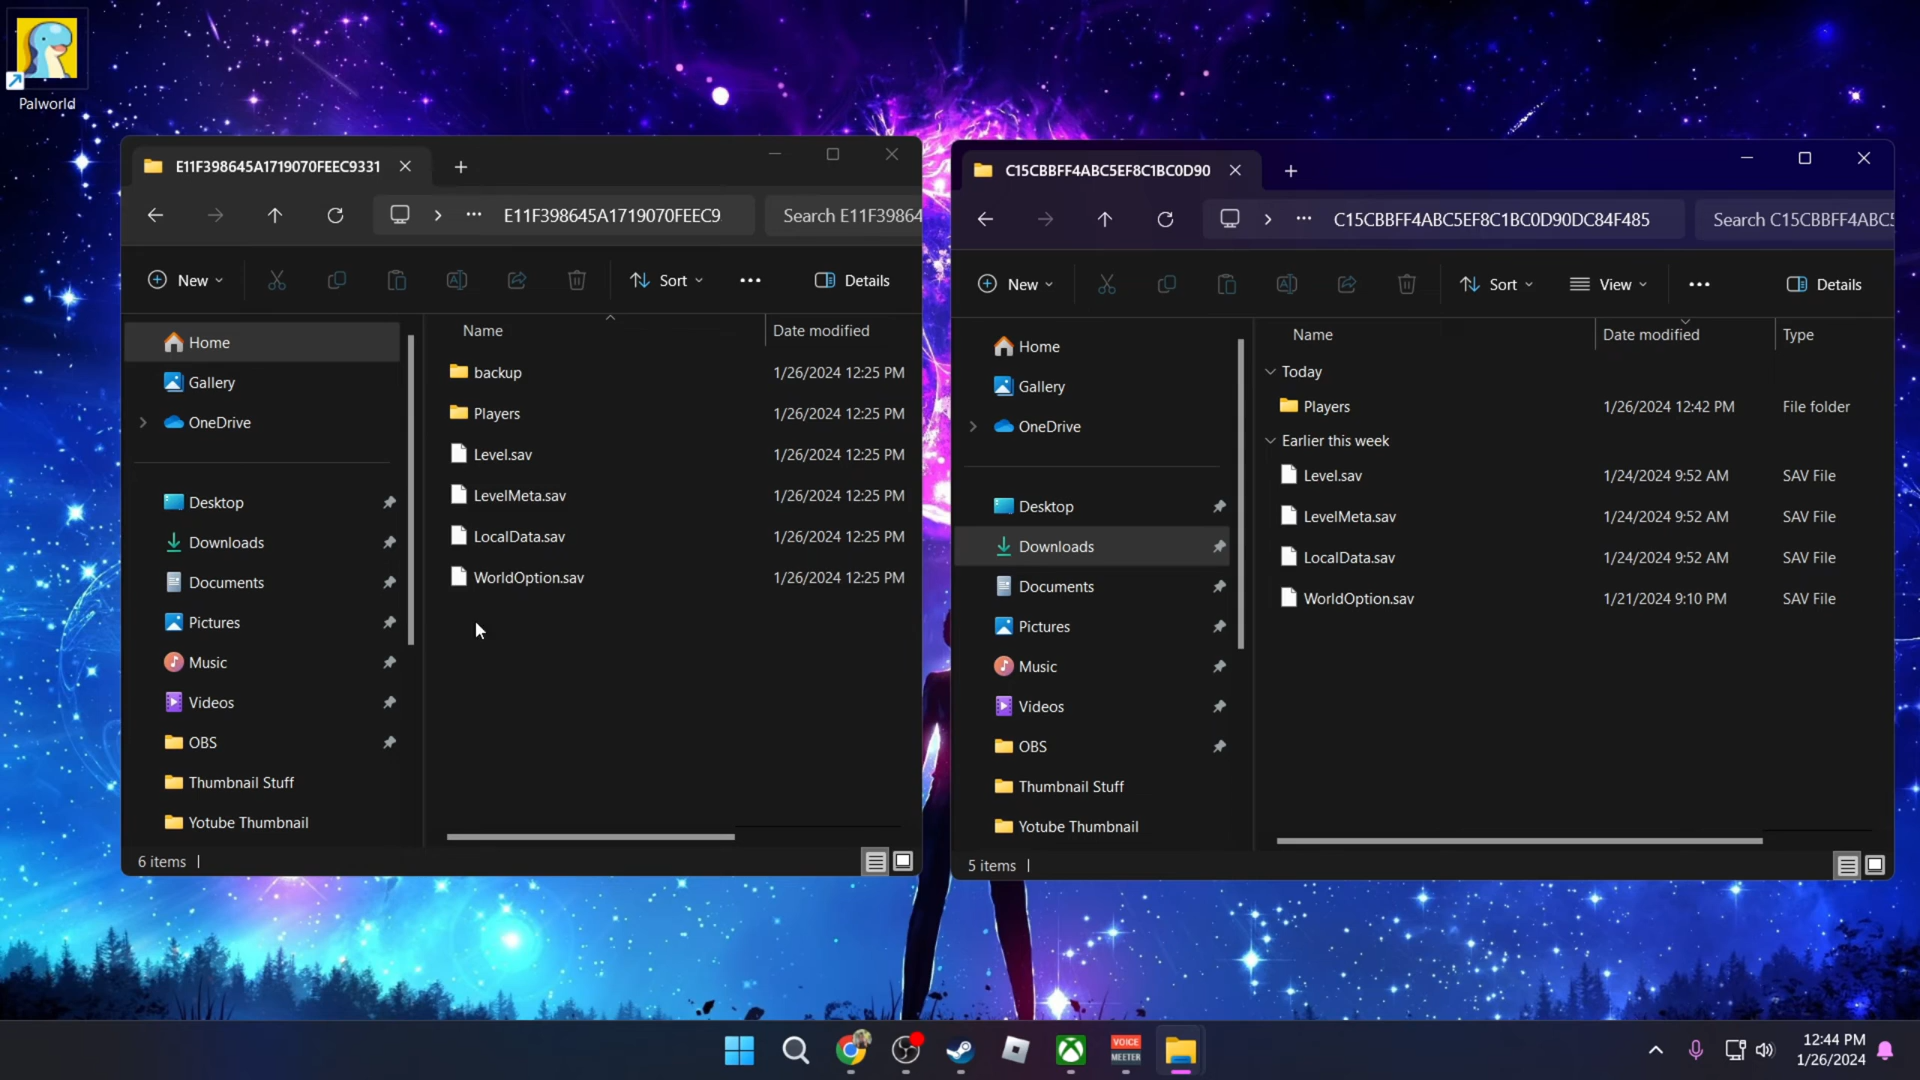 Palworld
E11F398645A1719070FEEC9331
E11F398645A1719070FEEC9
Search E11F39864
New
Sort
Details
Home
Gallery
OneDrive
Desktop
Downloads
Documents
Pictures
Music
Videos
OBS
Thumbnail Stuff
Yotube Thumbnail
Name
Date modified
backup 1/26/2024 12:25 PM
Players 1/26/2024 12:25 PM
Level.sav 1/26/2024 12:25 PM
LevelMeta.sav 1/26/2024 12:25 PM
LocalData.sav 1/26/2024 12:25 PM
WorldOption.sav 1/26/2024 12:25 PM
6 items
C15CBBFF4ABC5EF8C1BC0D90
C15CBBFF4ABC5EF8C1BC0D90DC84F485
Search C15CBBFF4ABC5
New
Sort
View
Details
Home
Gallery
OneDrive
Desktop
Downloads
Documents
Pictures
Music
Videos
OBS
Thumbnail Stuff
Yotube Thumbnail
Name
Date modified
Type
Today
Players 1/26/2024 12:42 PM File folder
Earlier this week
Level.sav 1/24/2024 9:52 AM SAV File
LevelMeta.sav 1/24/2024 9:52 AM SAV File
LocalData.sav 1/24/2024 9:52 AM SAV File
WorldOption.sav 1/21/2024 9:10 PM SAV File
5 items
VOICE
MEETER
12:44 PM
1/26/2024